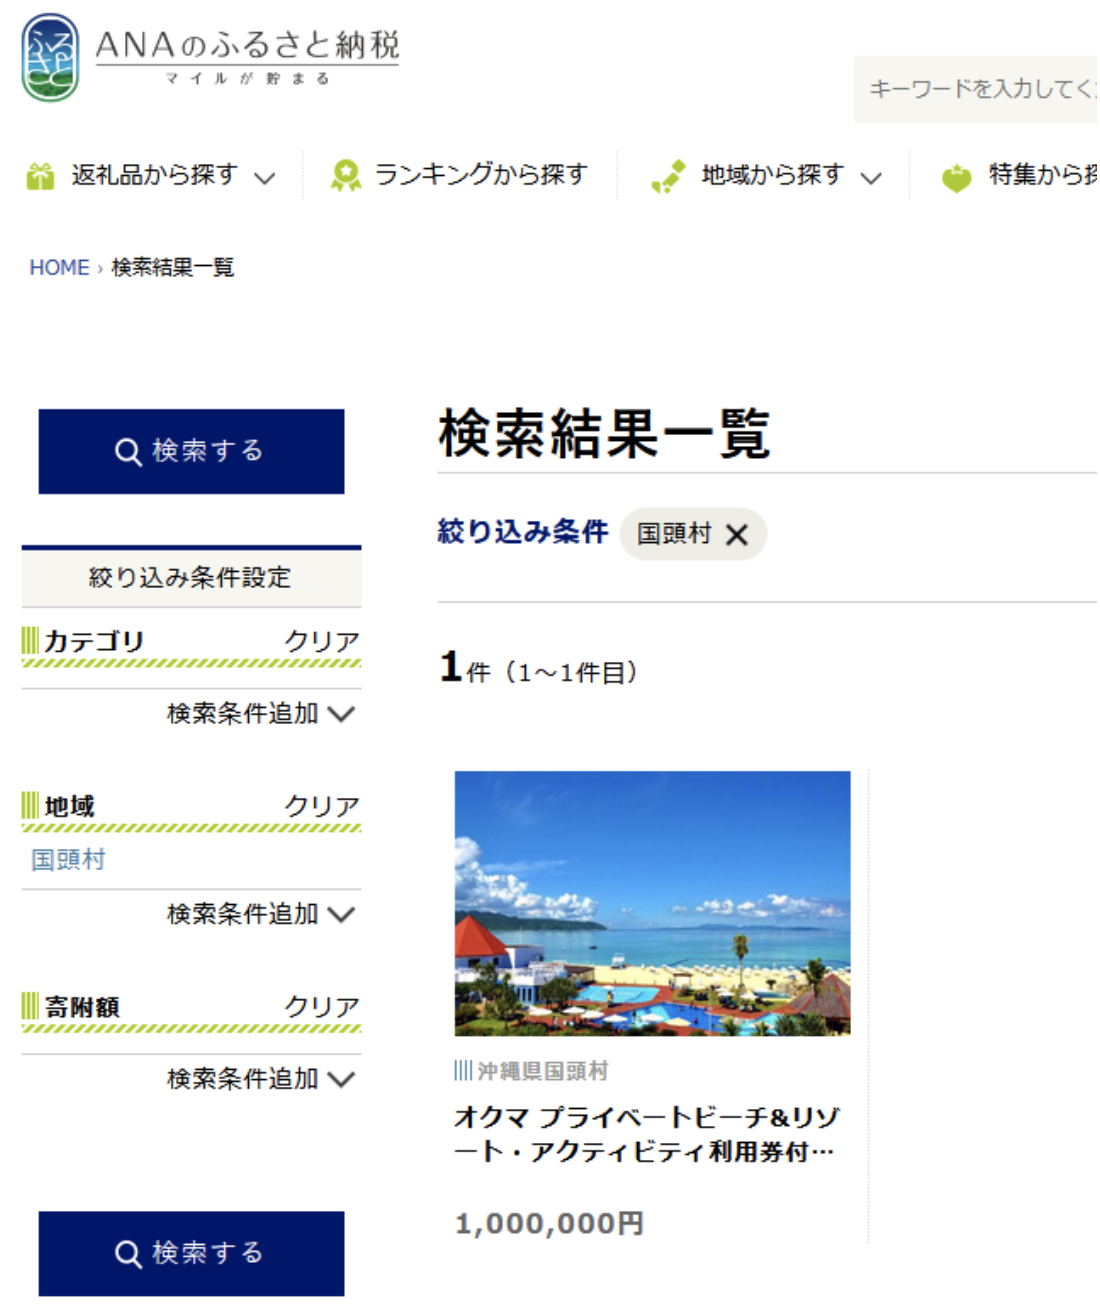 ふるさと
ANAのふるさと納税
マイルが貯まる
キーワードを入力してく
返礼品から探す
ランキングから探す
地域から探す
特集から探
HOME › 検索結果一覧
検索する
検索結果一覧
絞り込み条件 国頭村 ✕
絞り込み条件設定
カテゴリ クリア
1件（1～1件目）
検索条件追加
地域 クリア
国頭村
検索条件追加
寄附額 クリア
検索条件追加
沖縄県国頭村
オクマ プライベートビーチ&リゾ
ート・アクティビティ利用券付…
1,000,000円
検索する